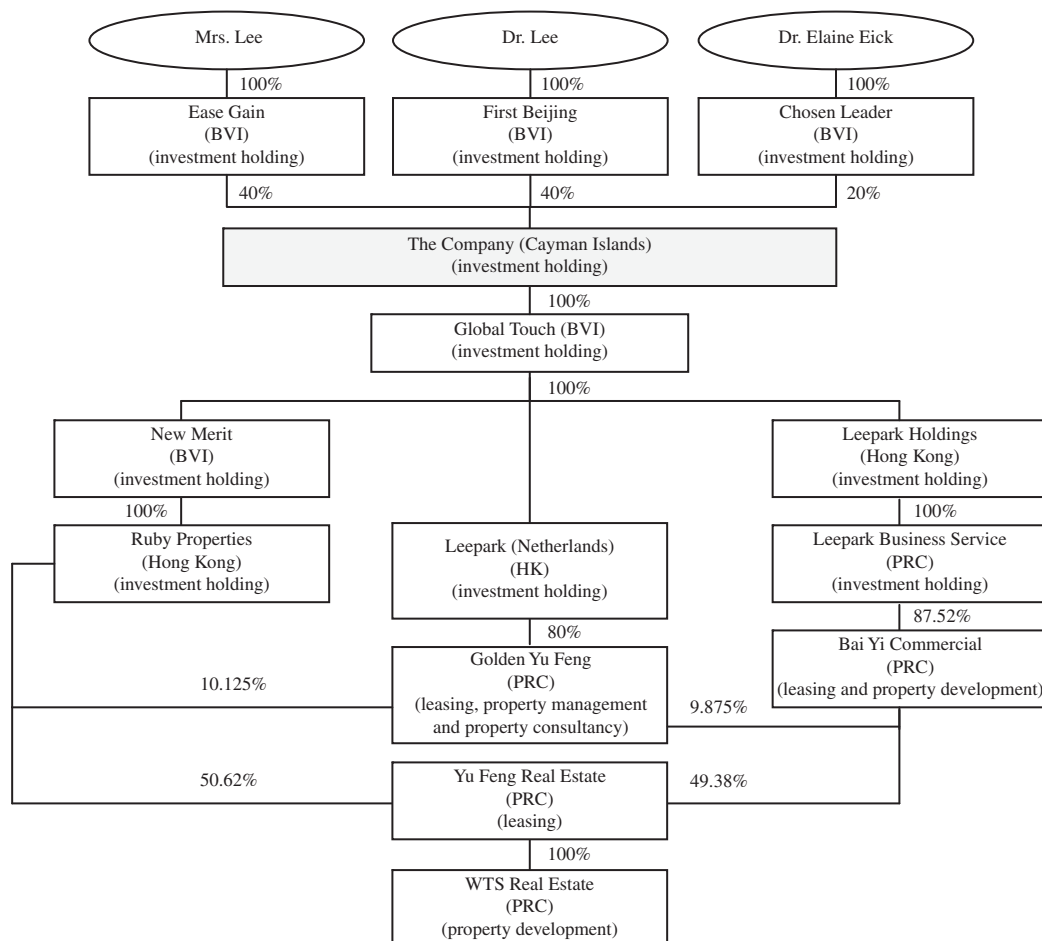 Mrs. Lee
Dr. Lee
Dr. Elaine Eick
100%
100%
100%
Ease Gain
(BVI)
(investment holding)
First Beijing
(BVI)
(investment holding)
Chosen Leader
(BVI)
(investment holding)
40%
40%
20%
The Company (Cayman Islands)
(investment holding)
100%
Global Touch (BVI)
(investment holding)
100%
New Merit
(BVI)
(investment holding)
Leepark Holdings
(Hong Kong)
(investment holding)
100%
100%
Ruby Properties
(Hong Kong)
(investment holding)
Leepark (Netherlands)
(HK)
(investment holding)
Leepark Business Service
(PRC)
(investment holding)
80%
87.52%
Golden Yu Feng
(PRC)
(leasing, property management
and property consultancy)
Bai Yi Commercial
(PRC)
(leasing and property development)
10.125%
9.875%
50.62%
Yu Feng Real Estate
(PRC)
(leasing)
49.38%
100%
WTS Real Estate
(PRC)
(property development)